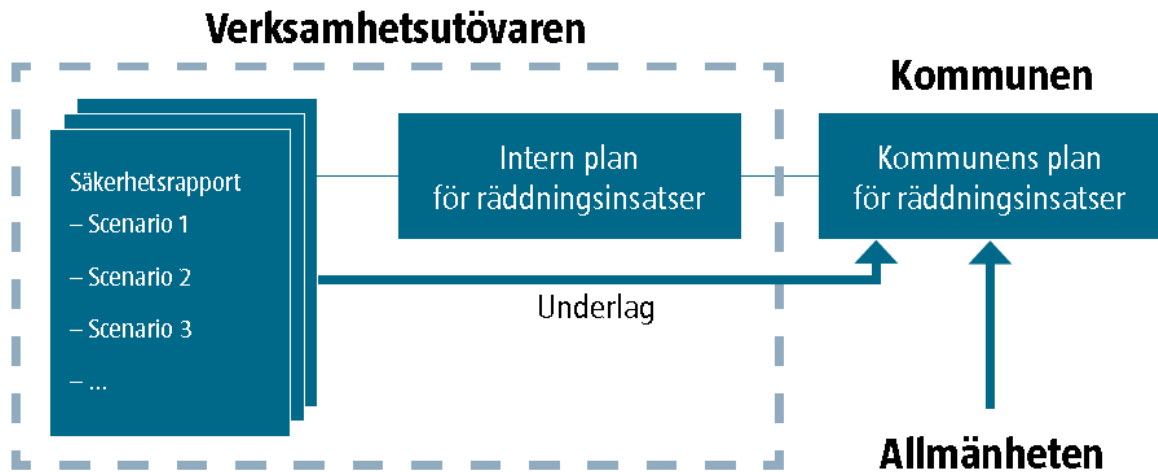 Verksamhetsutövaren
Säkerhetsrapport
– Scenario 1
– Scenario 2
– Scenario 3
– ...
Intern plan
för räddningsinsatser
Underlag
Kommunen
Kommunens plan
för räddningsinsatser
Allmänheten